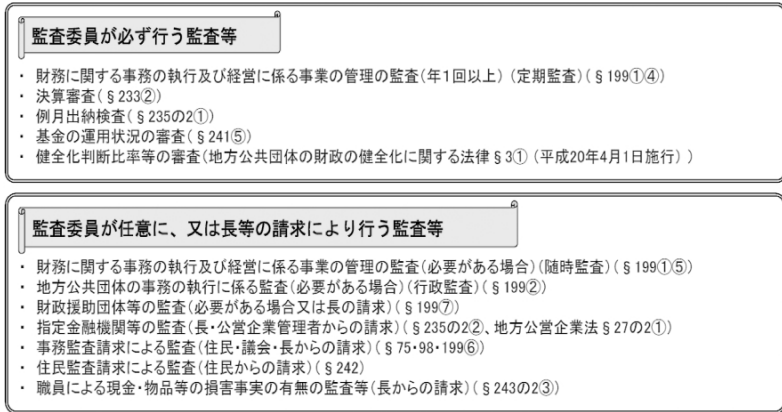 監査委員が必ず行う監査等
・ 財務に関する事務の執行及び経営に係る事業の管理の監査(年1回以上) (定期監査)(§199①④)
・ 決算審査(§233②)
・ 例月出納検査(§235の2①)
・ 基金の運用状況の審査(§241⑤)
・ 健全化判断比率等の審査(地方公共団体の財政の健全化に関する法律§3① (平成20年4月1日施行) )
監査委員が任意に、又は長等の請求により行う監査等
・ 財務に関する事務の執行及び経営に係る事業の管理の監査(必要がある場合)(随時監査)(§199①⑤)
・ 地方公共団体の事務の執行に係る監査(必要がある場合)(行政監査)(§199②)
・ 財政援助団体等の監査(必要がある場合又は長の請求)(§199⑦)
・ 指定金融機関等の監査(長・公営企業管理者からの請求)(§235の2②、地方公営企業法§27の2①)
・ 事務監査請求による監査(住民・議会・長からの請求)(§75・98・199⑥)
・ 住民監査請求による監査(住民からの請求)(§242)
・ 職員による現金・物品等の損害事実の有無の監査等(長からの請求)(§243の2③)